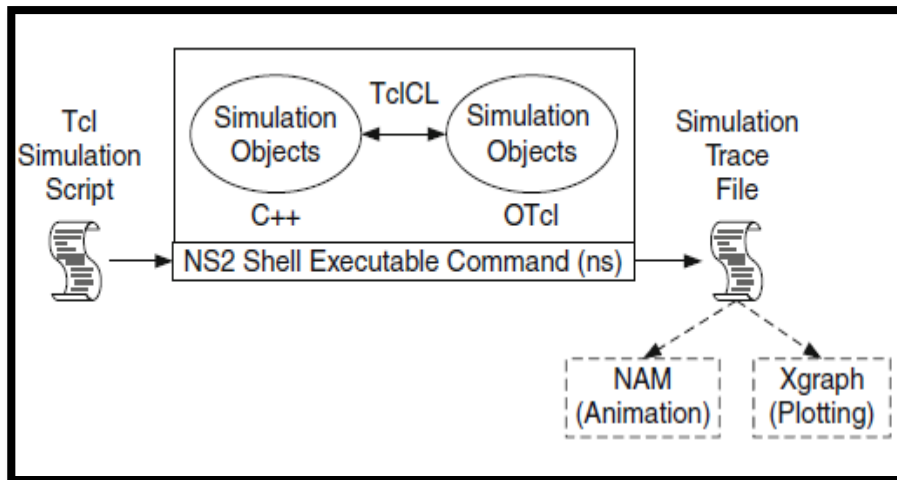 Tcl
Simulation
Script
TclCL
Simulation
Objects
Simulation
Objects
C++
OTcl
NS2 Shell Executable Command (ns)
Simulation
Trace
File
NAM
(Animation)
Xgraph
(Plotting)